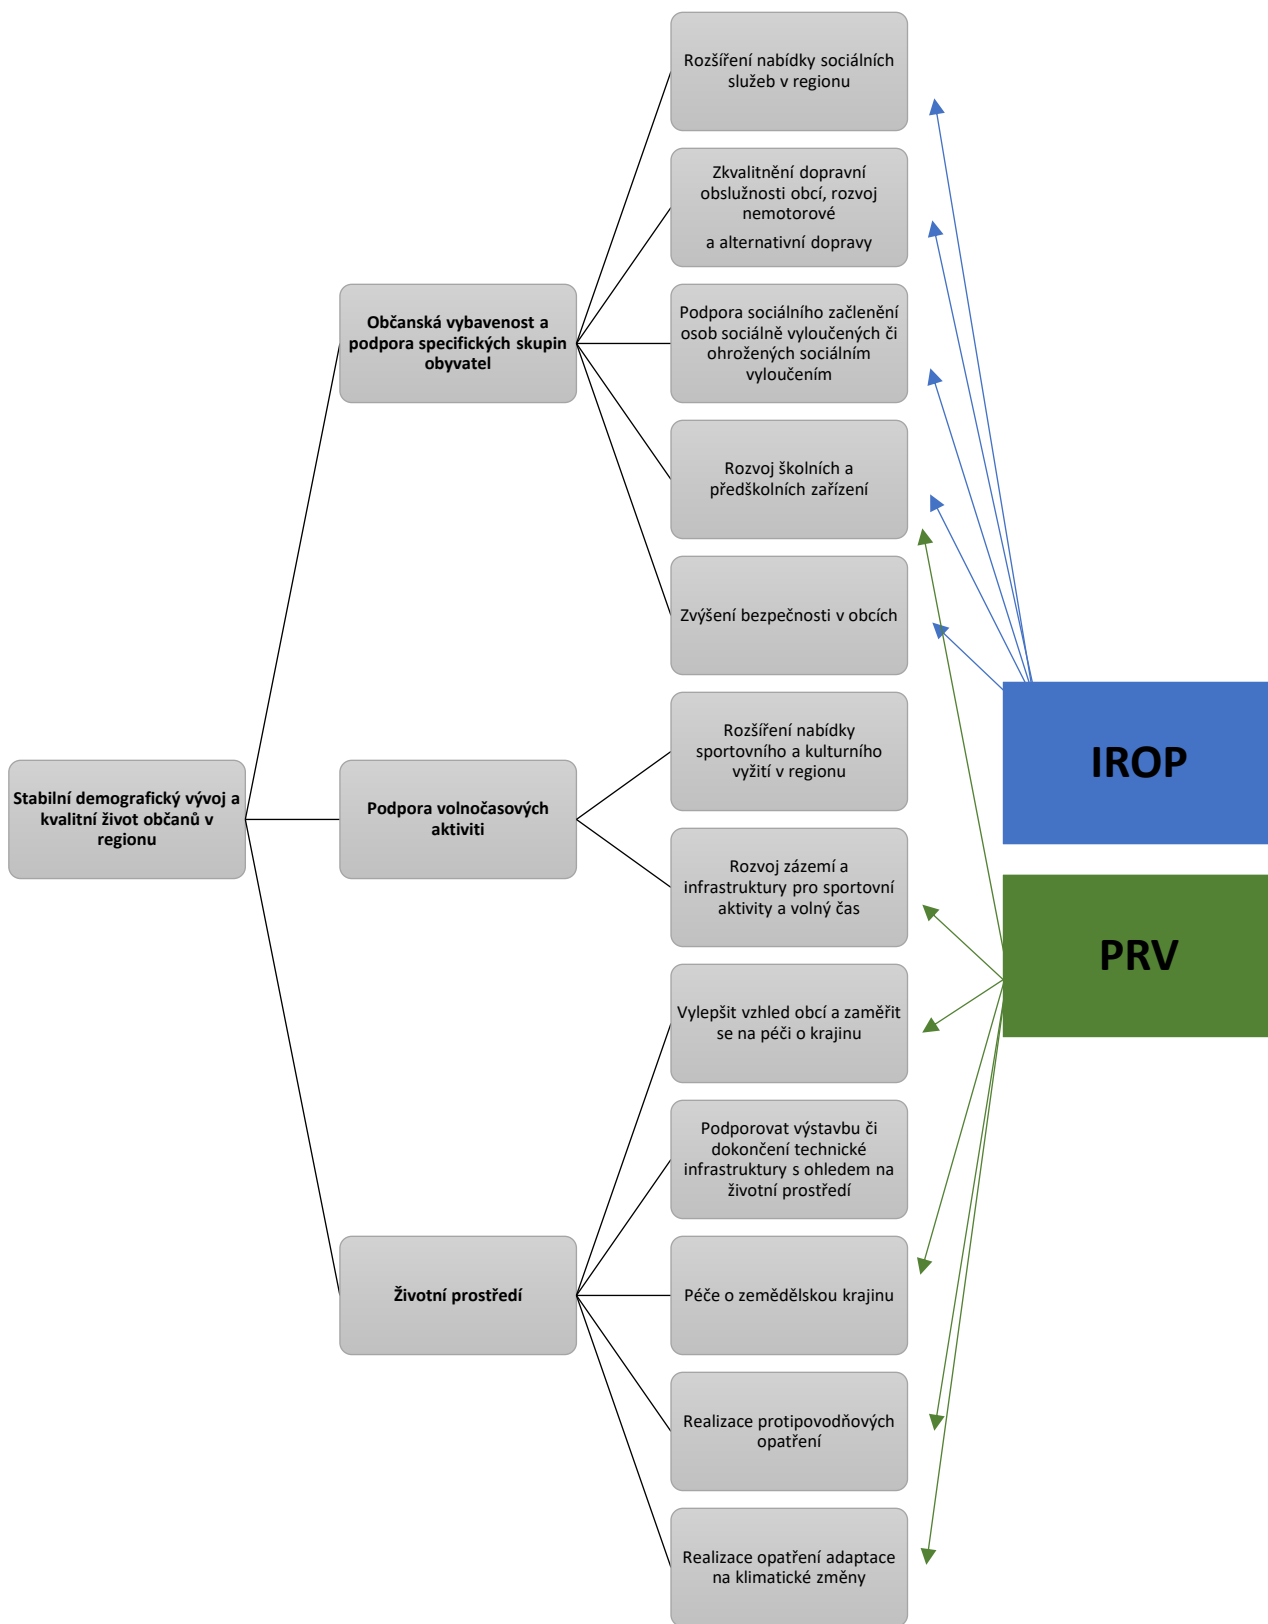 Rozšíření nabídky sociálních
služeb v regionu
Zkvalitnění dopravní
obslužnosti obcí, rozvoj
nemotorové
a alternativní dopravy
Občanská vybavenost a
podpora specifických skupin
obyvatel
Podpora sociálního začlenění
osob sociálně vyloučených či
ohrožených sociálním
vyloučením
Rozvoj školních a
předškolních zařízení
Zvýšení bezpečnosti v obcích
Rozšíření nabídky
sportovního a kulturního
vyžití v regionu
IROP
Stabilní demografický vývoj a
kvalitní život občanů v
regionu
Podpora volnočasových
aktiviti
Rozvoj zázemí a
infrastruktury pro sportovní
aktivity a volný čas
PRV
Vylepšit vzhled obcí a zaměřit
se na péči o krajinu
Podporovat výstavbu či
dokončení technické
infrastruktury s ohledem na
životní prostředí
Životní prostředí
Péče o zemědělskou krajinu
Realizace protipovodňových
opatření
Realizace opatření adaptace
na klimatické změny